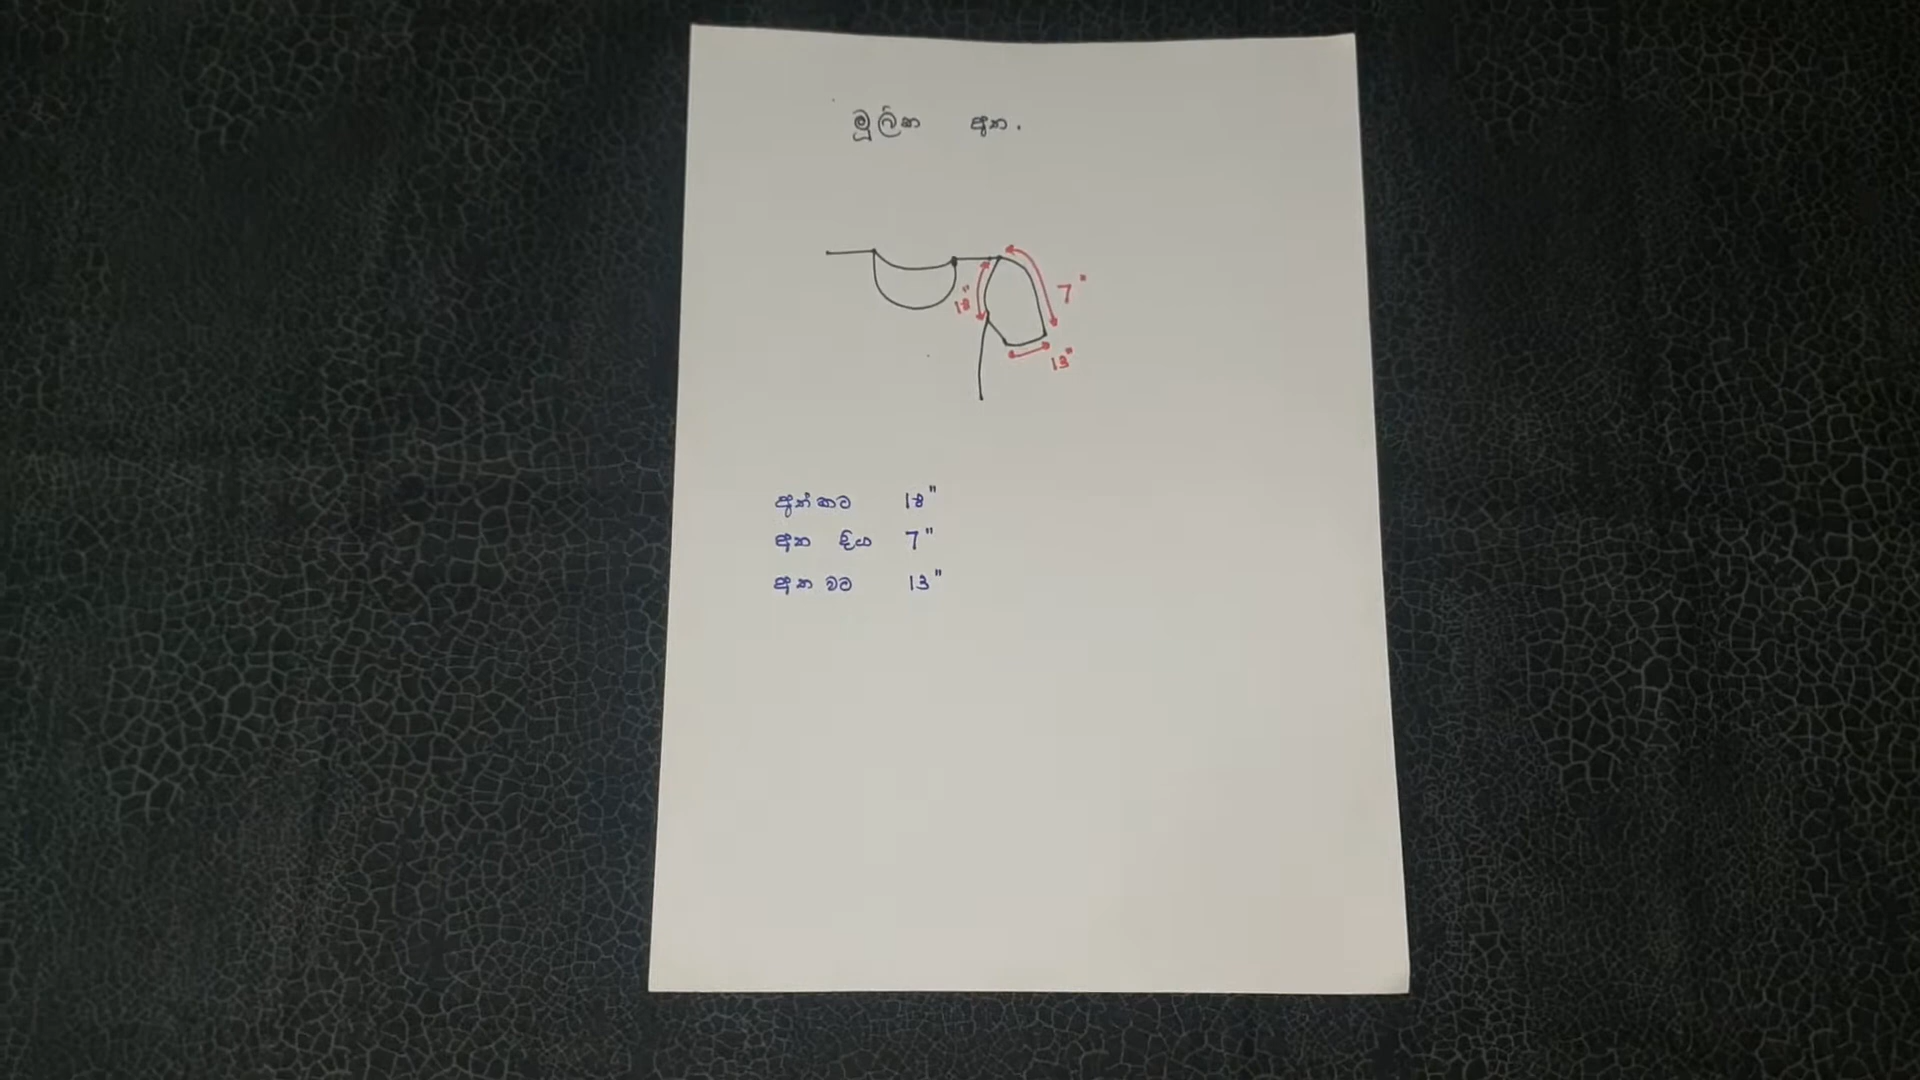 මූලික අත.
18"
7"
13"
අත්කට 18"
අත දිග 7"
අත වට 13"